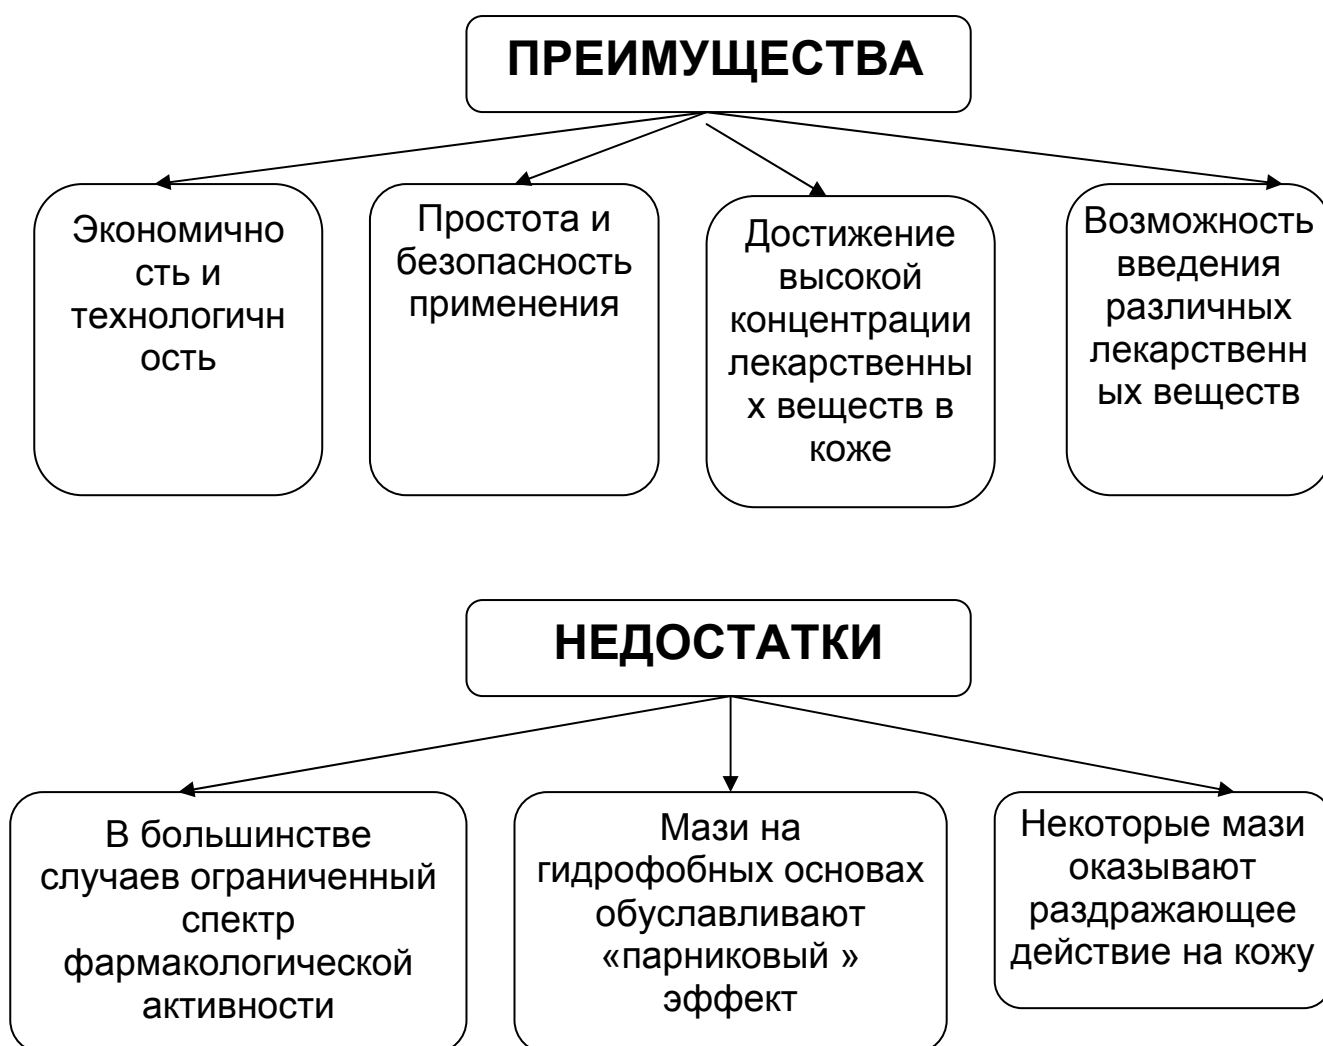 ПРЕИМУЩЕСТВА
Экономично
сть и
технологичн
ость
Простота и
безопасность
применения
Достижение
высокой
концентрации
лекарственны
х веществ в
коже
Возможность
введения
различных
лекарственн
ых веществ
НЕДОСТАТКИ
В большинстве
случаев ограниченный
спектр
фармакологической
активности
Мази на
гидрофобных основах
обуславливают
«парниковый »
эффект
Некоторые мази
оказывают
раздражающее
действие на кожу